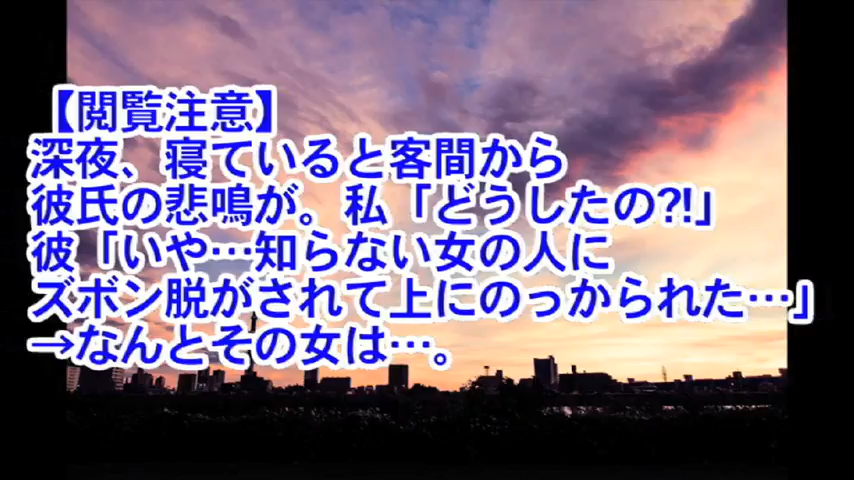 【閲覧注意】
深夜、寝ていると客間から
彼氏の悲鳴が。私「どうしたの?!」
彼「いや…知らない女の人に
ズボン脱がされて上にのっかられた…」
→なんとその女は…。